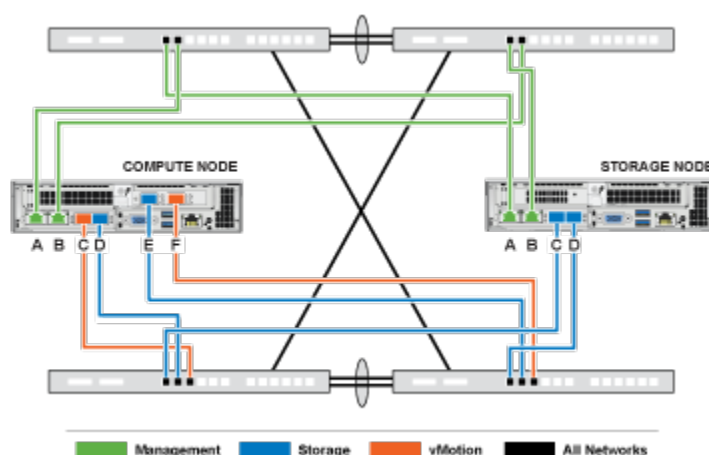 COMPUTE NODE
STORAGE NODE
A B C D E F
A B C D
Management Storage vMotion All Networks